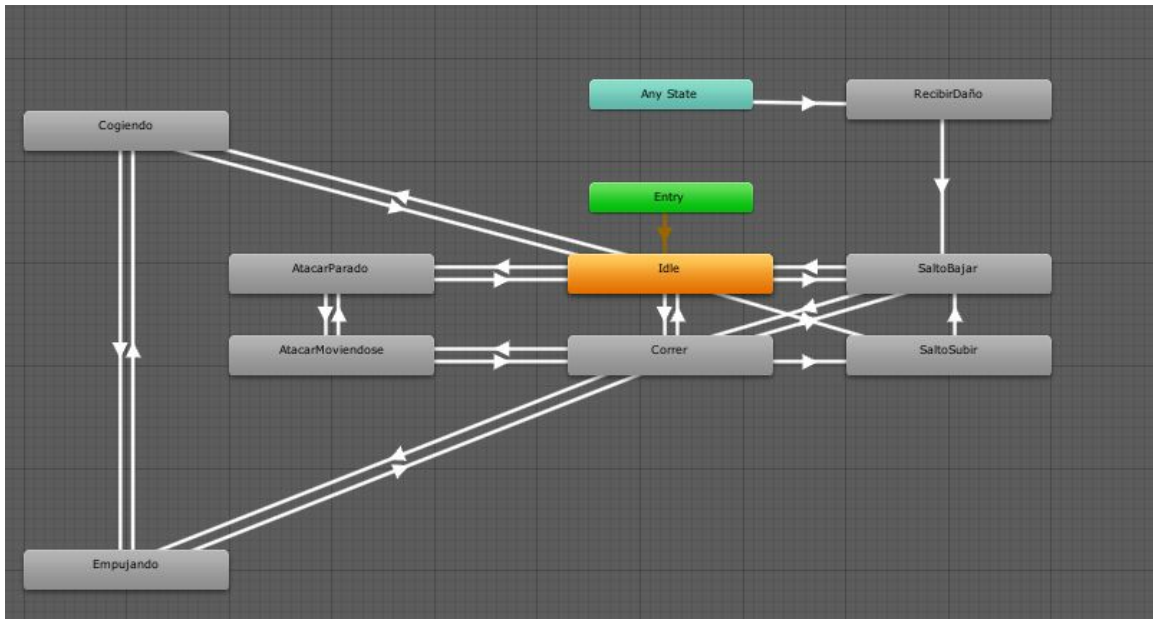 Any State
RecibirDaño
Cogiendo
Entry
AtacarParado
Idle
SaltoBajar
AtacarMoviendose
Correr
SaltoSubir
Empujando